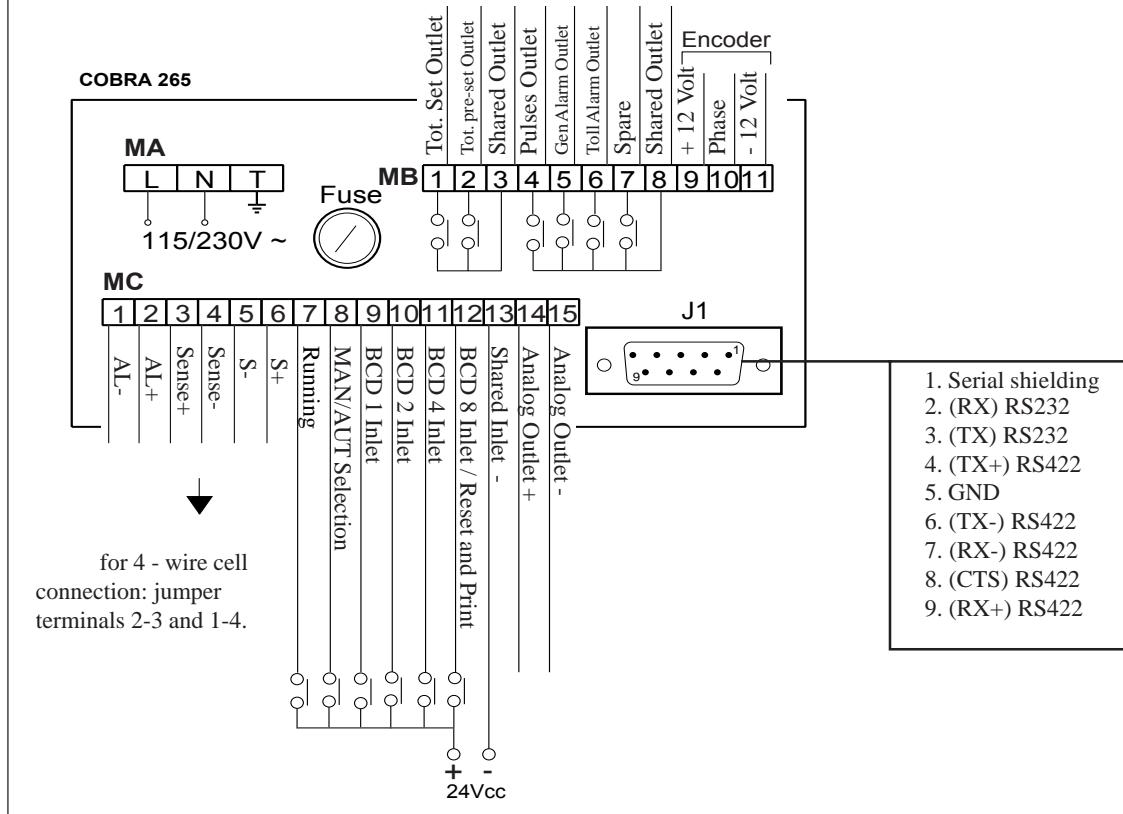 Tot. Set Outlet
Tot. pre-set Outlet
Shared Outlet
Pulses Outlet
Gen Alarm Outlet
Toll Alarm Outlet
Spare
Shared Outlet
Encoder
+ 12 Volt
Phase
- 12 Volt
COBRA 265
MA
L N T
115/230V ~
Fuse
MB 1 2 3 4 5 6 7 8 9 10 11
MC
1 2 3 4 5 6 7 8 9 10 11 12 13 14 15
AL-
AL+
Sense+
Sense-
S-
S+
Running
MAN/AUT Selection
BCD 1 Inlet
BCD 2 Inlet
BCD 4 Inlet
BCD 8 Inlet / Reset and Print
Shared Inlet -
Analog Outlet +
Analog Outlet -
J1
1
9
1. Serial shielding
2. (RX) RS232
3. (TX) RS232
4. (TX+) RS422
5. GND
6. (TX-) RS422
7. (RX-) RS422
8. (CTS) RS422
9. (RX+) RS422
for 4 - wire cell
connection: jumper
terminals 2-3 and 1-4.
+ -
24Vcc